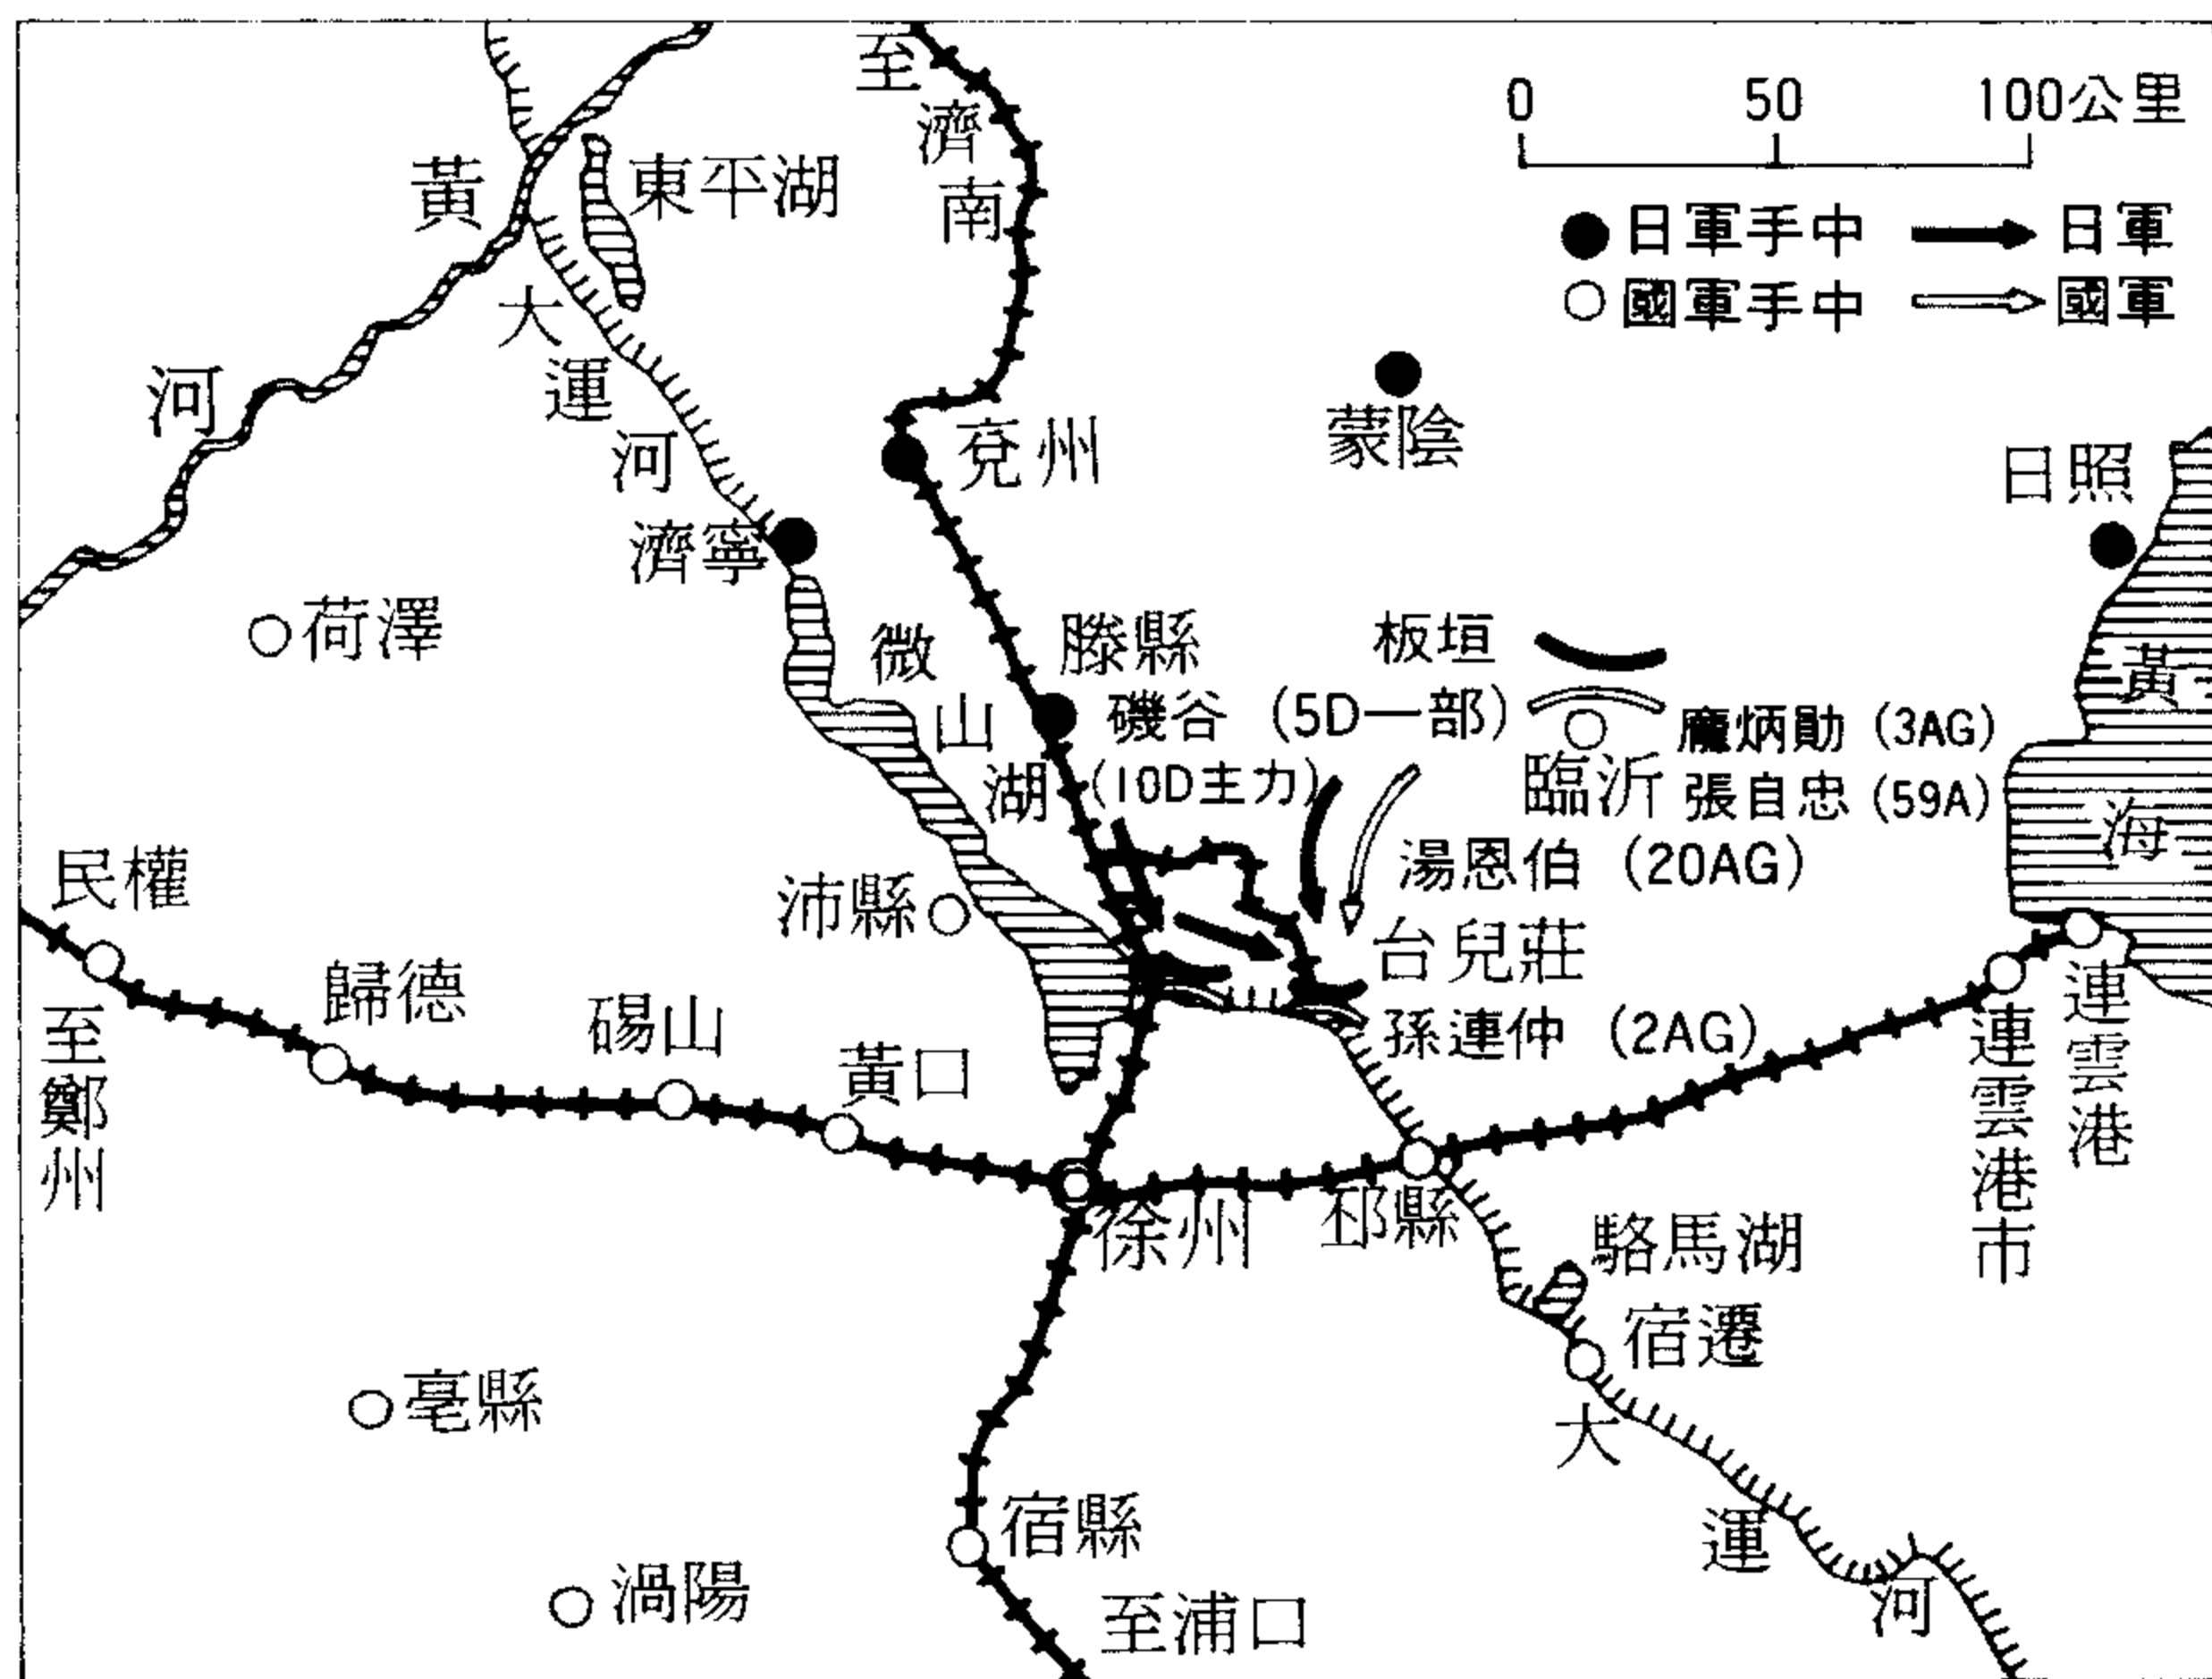 至濟南
0 50 100公里
黃河
東平湖
日軍手中 日軍
國軍手中 國軍
大運河
兗州
蒙陰
日照
濟寧
荷澤
微山湖
滕縣
板垣
(5D一部)
磯谷
(10D主力)
龐炳勛 (3AG)
臨沂
張自忠 (59A)
黃海
湯恩伯 (20AG)
民權
沛縣
台兒莊
歸德
碭山
黃口
孫連仲 (2AG)
至鄭州
連雲港
連雲港市
徐州
邳縣
駱馬湖
宿遷
亳縣
大運河
宿縣
渦陽
至浦口